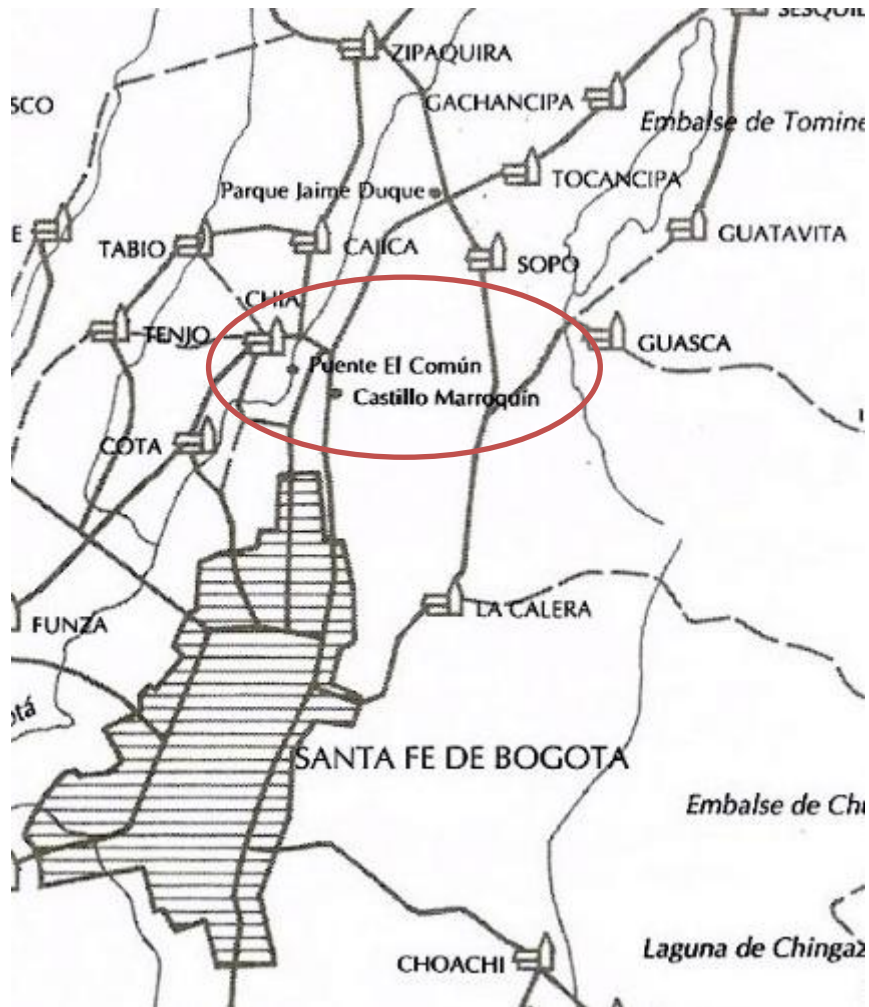 ZIPAQUIRA
SCO
GACHANCIPA
Embalse de Tomine
TOCANCIPA
Parque Jaime Duque
E
TABIO
CAJICA
SOPO
GUATAVITA
CHIA
TENJO
GUASCA
Puente El Común
Castillo Marroquín
COTA
FUNZA
LA CALERA
otá
SANTA FE DE BOGOTA
Embalse de Ch
CHOACHI
Laguna de Chingaz